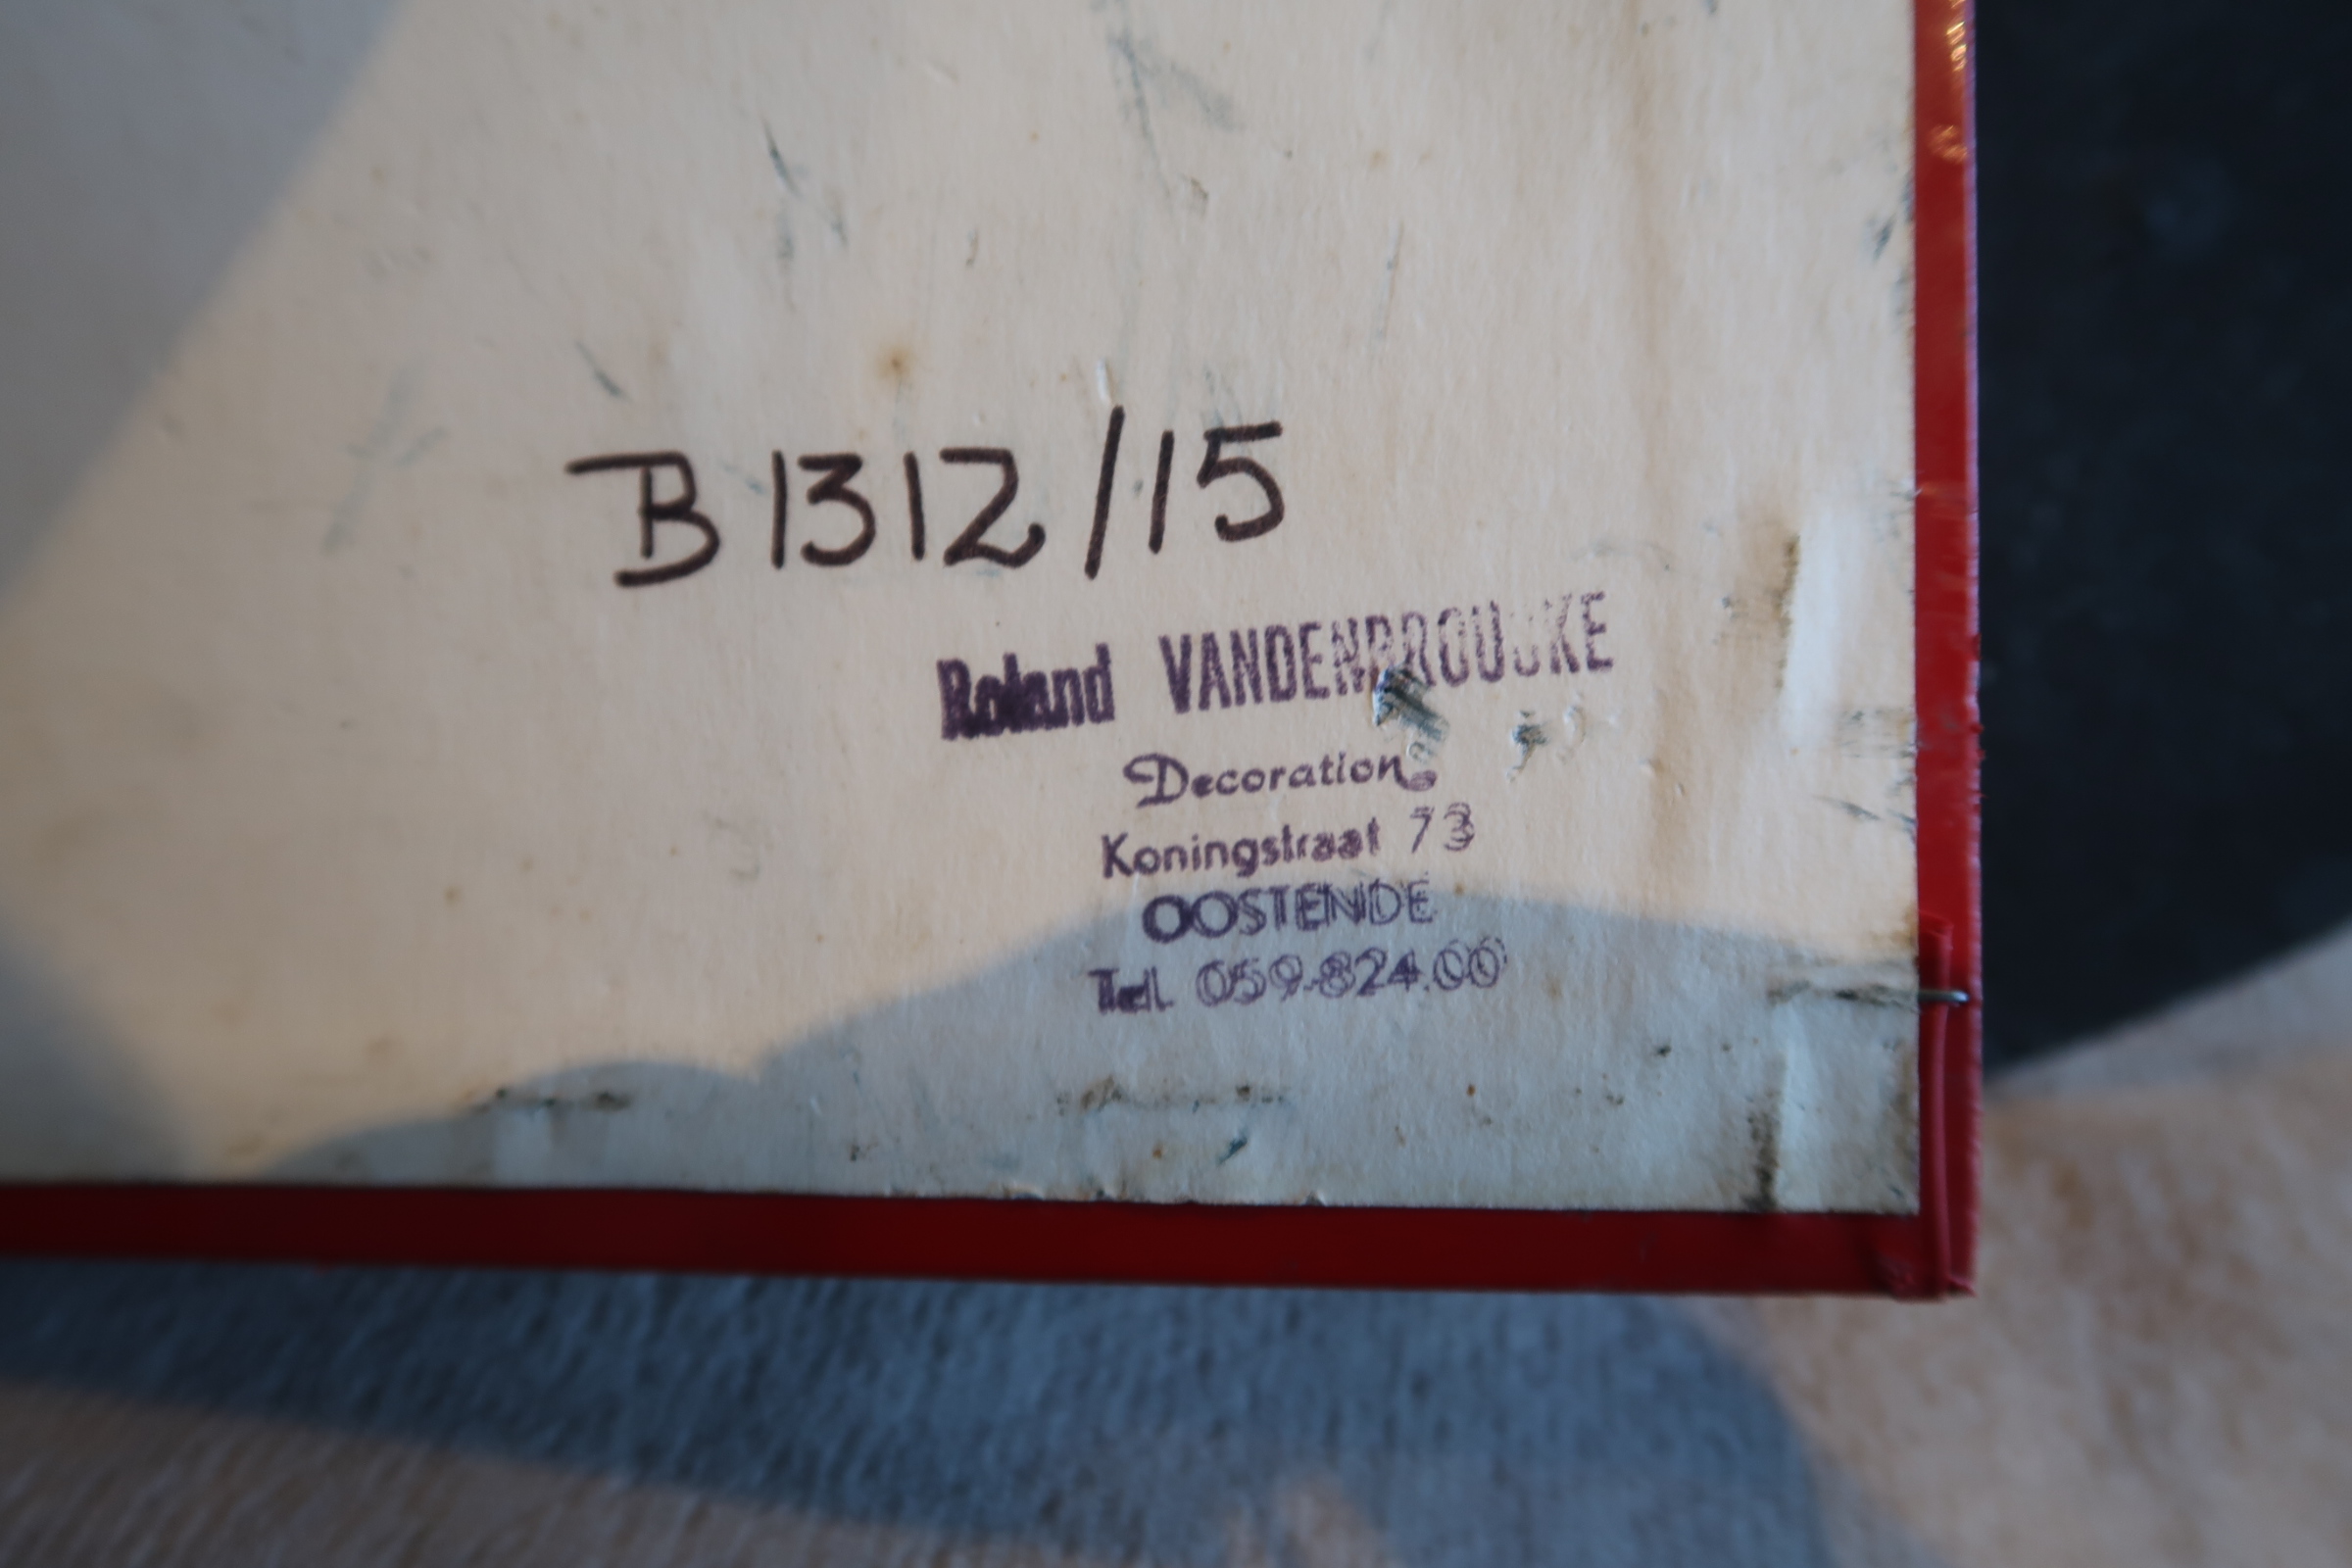 B1312/15
Roland VANDENBROUCKE
Decoration
Koningstraat 73
OOSTENDE
Tel. 059-824.00